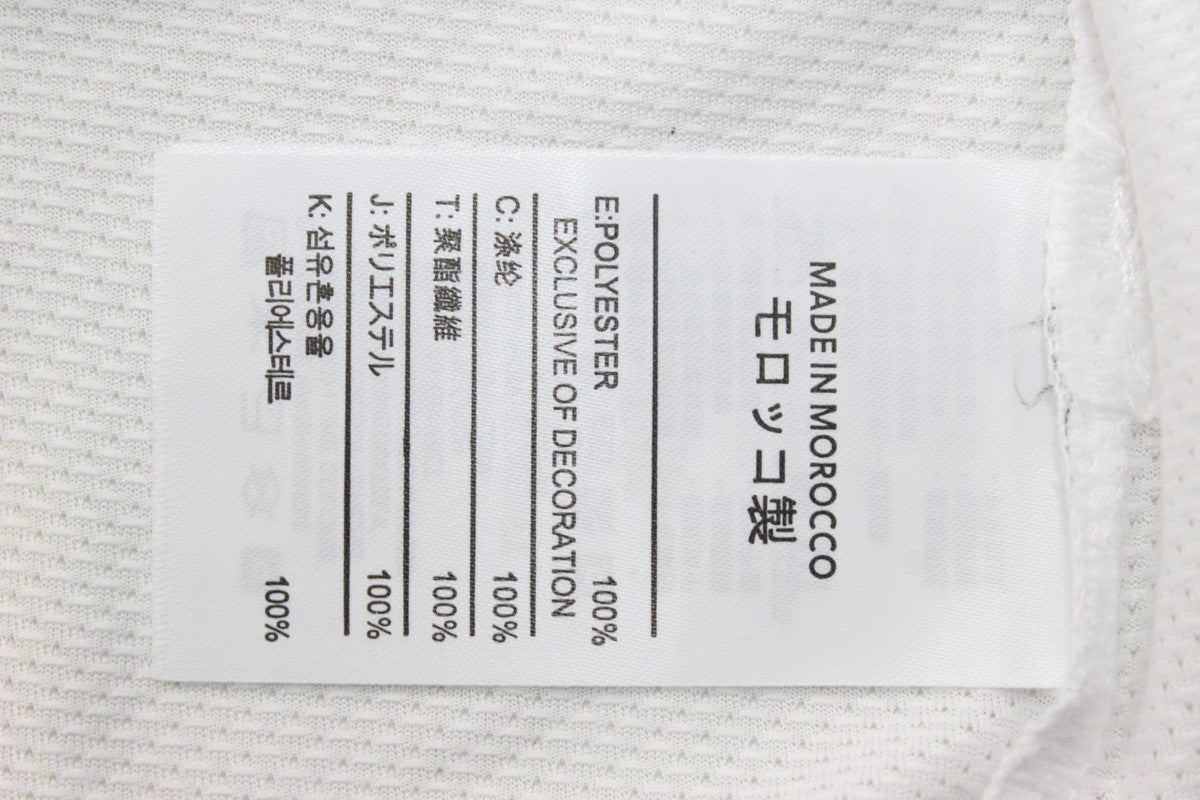 MADE IN MOROCCO
モロッコ製
E:POLYESTER 100%
EXCLUSIVE OF DECORATION
C: 涤纶 100%
T: 聚酯纖維 100%
J: ポリエステル 100%
K: 섬유혼용율
폴리에스테르 100%